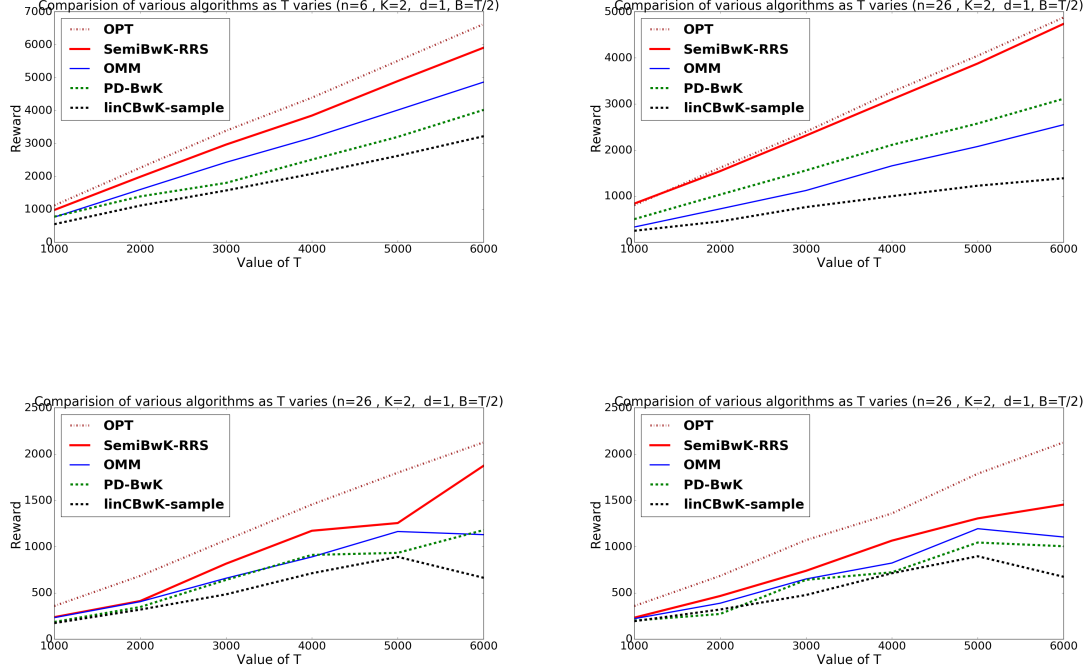 Comparision of various algorithms as T varies (n=6 , K=2,  d=1, B=T/2)
7000
6000
5000
4000
3000
2000
1000
0
Reward
OPT
SemiBwK-RRS
OMM
PD-BwK
linCBwK-sample
1000 2000 3000 4000 5000 6000
Value of T
Comparision of various algorithms as T varies (n=26 , K=2,  d=1, B=T/2)
5000
4000
3000
2000
1000
0
Reward
OPT
SemiBwK-RRS
OMM
PD-BwK
linCBwK-sample
1000 2000 3000 4000 5000 6000
Value of T
Comparision of various algorithms as T varies (n=26 , K=2,  d=1, B=T/2)
2500
2000
1500
1000
500
0
Reward
OPT
SemiBwK-RRS
OMM
PD-BwK
linCBwK-sample
1000 2000 3000 4000 5000 6000
Value of T
Comparision of various algorithms as T varies (n=26 , K=2,  d=1, B=T/2)
2500
2000
1500
1000
500
0
Reward
OPT
SemiBwK-RRS
OMM
PD-BwK
linCBwK-sample
1000 2000 3000 4000 5000 6000
Value of T